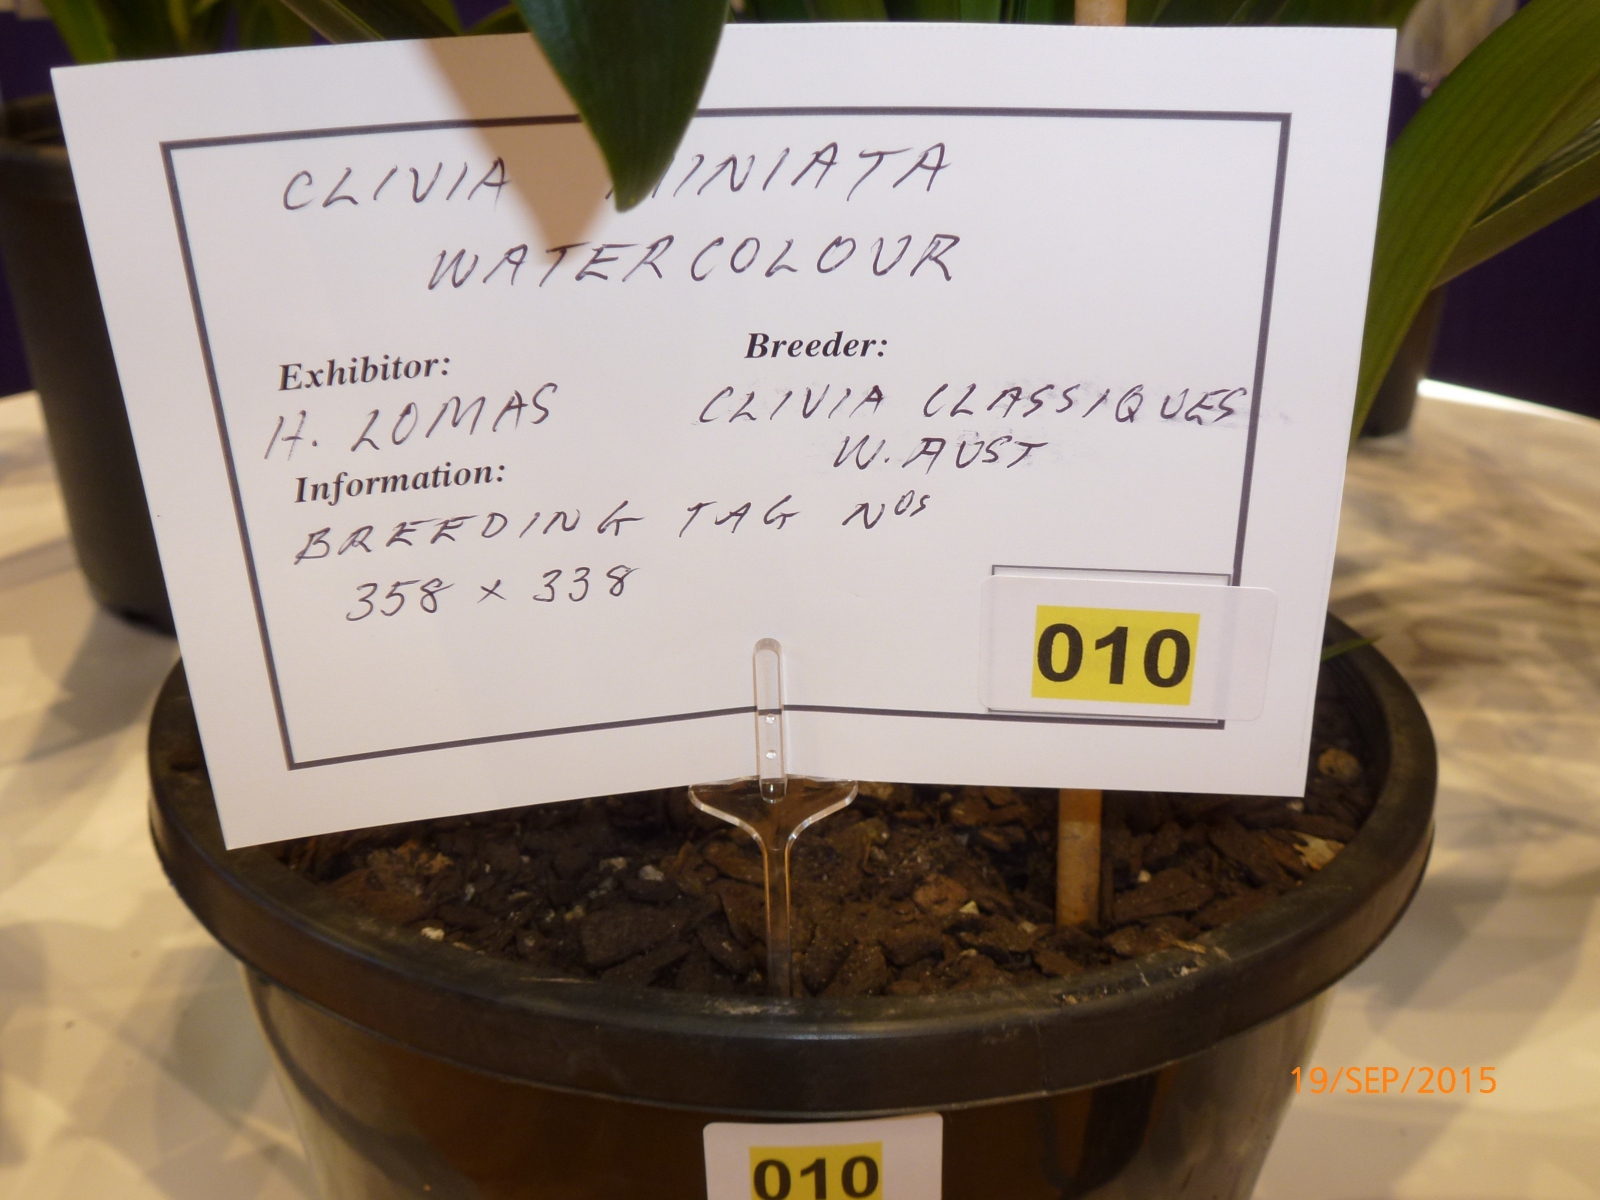 CLIVIA MINIATA
WATERCOLOUR
Exhibitor:
H. LOMAS
Breeder:
CLIVIA CLASSIQUES
W. AUST
Information:
BREEDING TAG Nos
358 x 338
010
19/SEP/2015
010